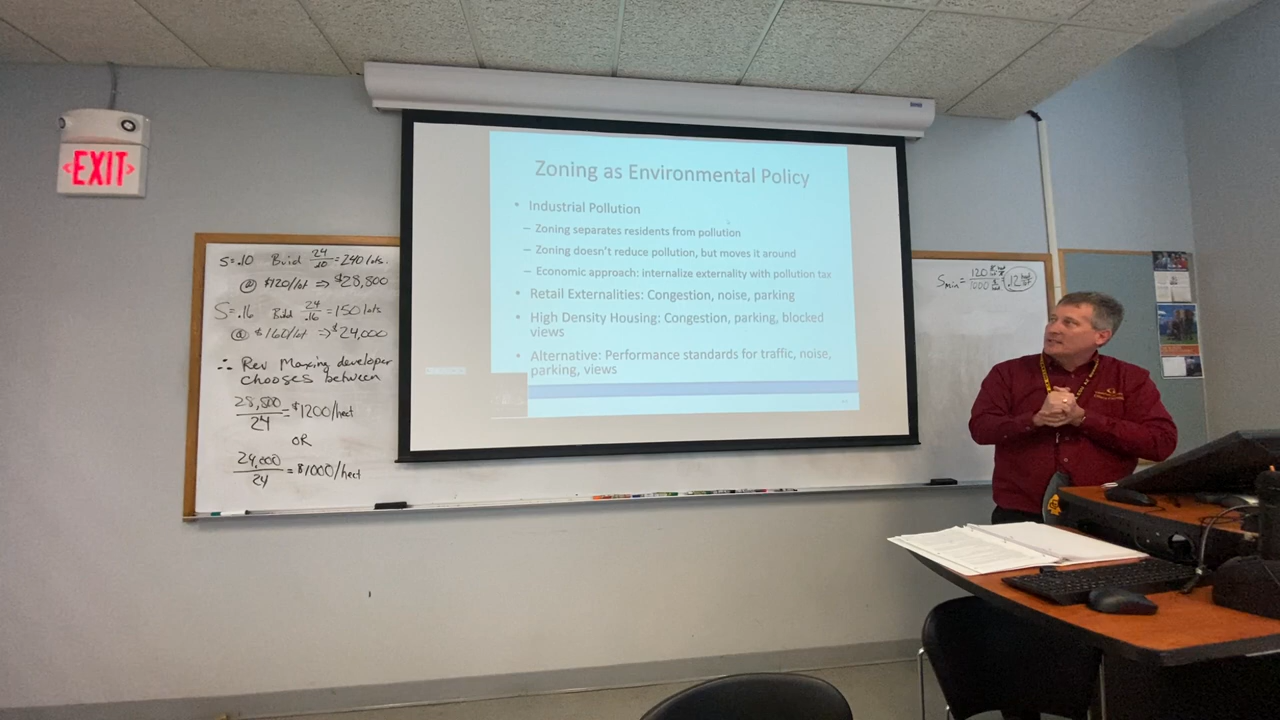 EXIT
S=.10 Build 24/.10 = 240 lots.
@ $120/lot ⇒ $28,800
S=.16 Build 24/.16 = 150 lots
@ $160/lot ⇒ $24,000
∴ Rev Maxing developer
chooses between
28,800/24 = $1200/hect
OR
24,000/24 = $1000/hect
Zoning as Environmental Policy
• Industrial Pollution
– Zoning separates residents from pollution
– Zoning doesn't reduce pollution, but moves it around
– Economic approach: internalize externality with pollution tax
• Retail Externalities: Congestion, noise, parking
• High Density Housing: Congestion, parking, blocked
views
• Alternative: Performance standards for traffic, noise,
parking, views
Smin = 120/1000 = .12